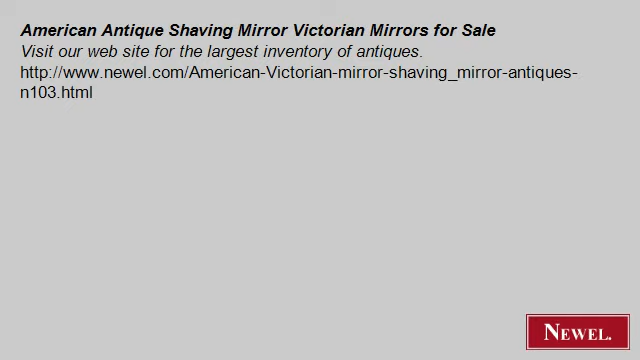 American Antique Shaving Mirror Victorian Mirrors for Sale
Visit our web site for the largest inventory of antiques.
http://www.newel.com/American-Victorian-mirror-shaving_mirror-antiques-
n103.html
NEWEL.